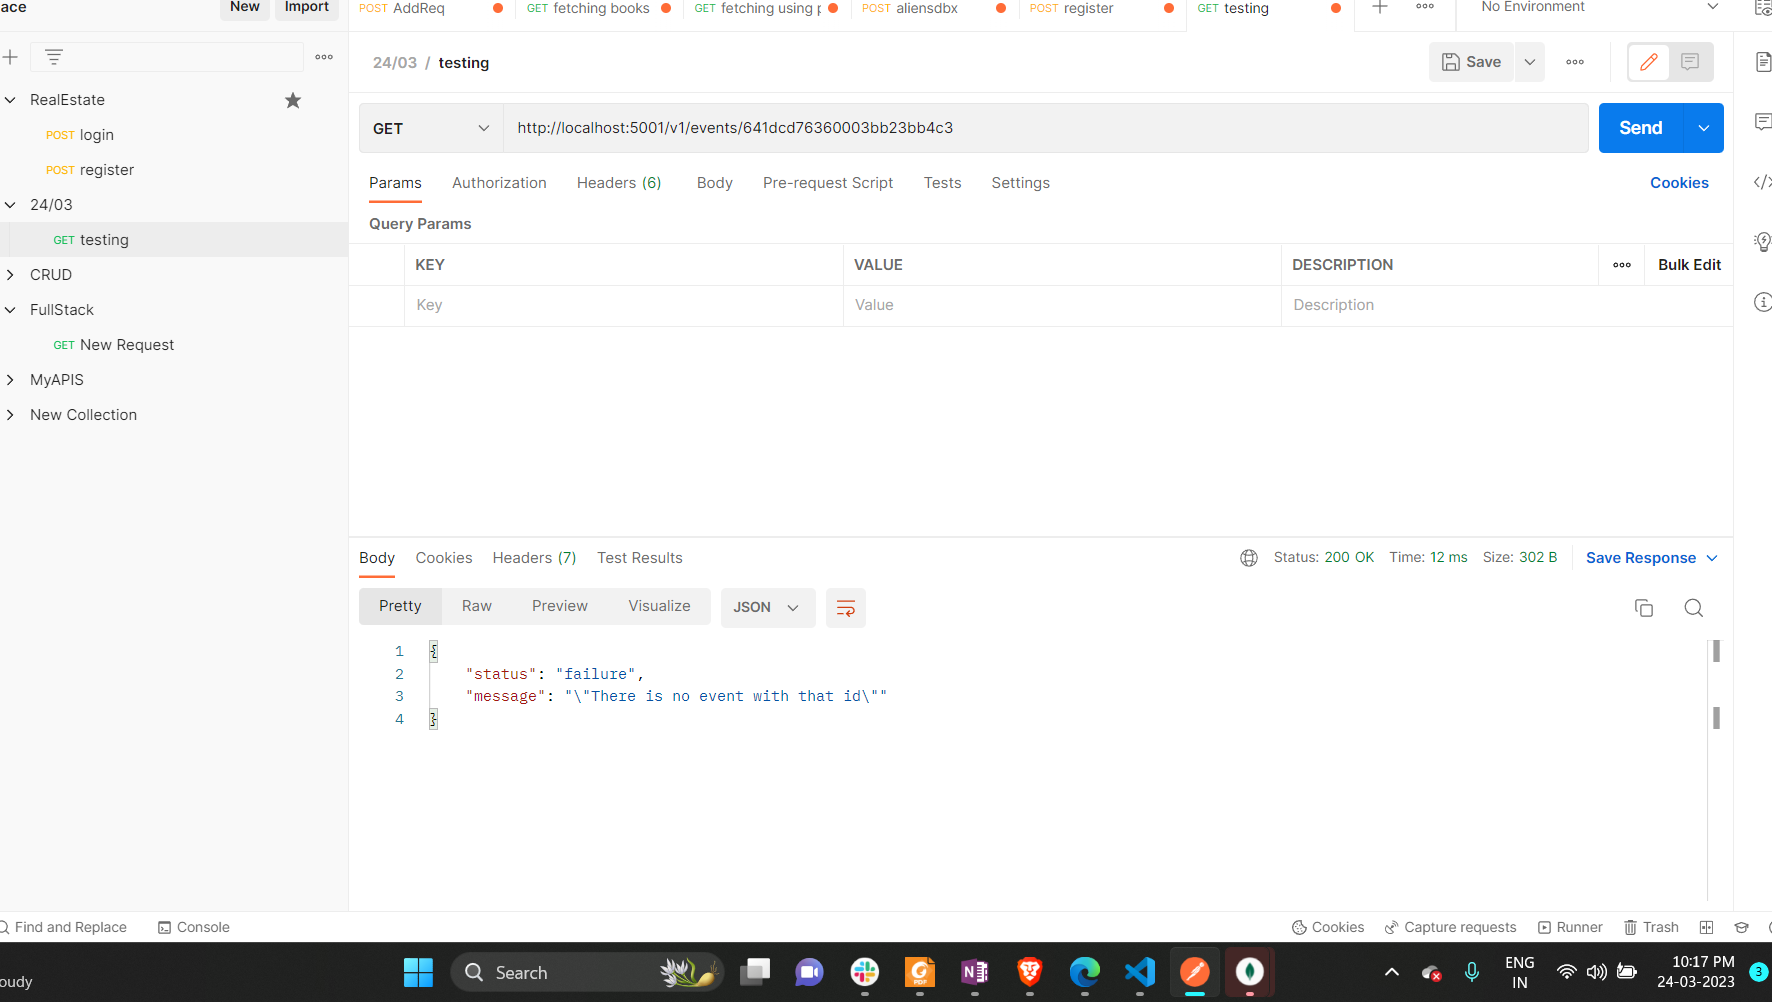 ace
New
Import
POST AddReq
GET fetching books
GET fetching using p
POST aliensdbx
POST register
GET testing
No Environment
24/03 / testing
Save
RealEstate
POST login
POST register
24/03
GET testing
CRUD
FullStack
GET New Request
MyAPIS
New Collection
GET
http://localhost:5001/v1/events/641dcd76360003bb23bb4c3
Send
Params
Authorization
Headers (6)
Body
Pre-request Script
Tests
Settings
Cookies
Query Params
KEY
VALUE
DESCRIPTION
Bulk Edit
Key
Value
Description
Body
Cookies
Headers (7)
Test Results
Status: 200 OK
Time: 12 ms
Size: 302 B
Save Response
Pretty
Raw
Preview
Visualize
JSON
1 {
2 "status": "failure",
3 "message": "\"There is no event with that id\""
4 }
Find and Replace
Console
Cookies
Capture requests
Runner
Trash
oudy
Search
PDF
ENG
IN
10:17 PM
24-03-2023
3